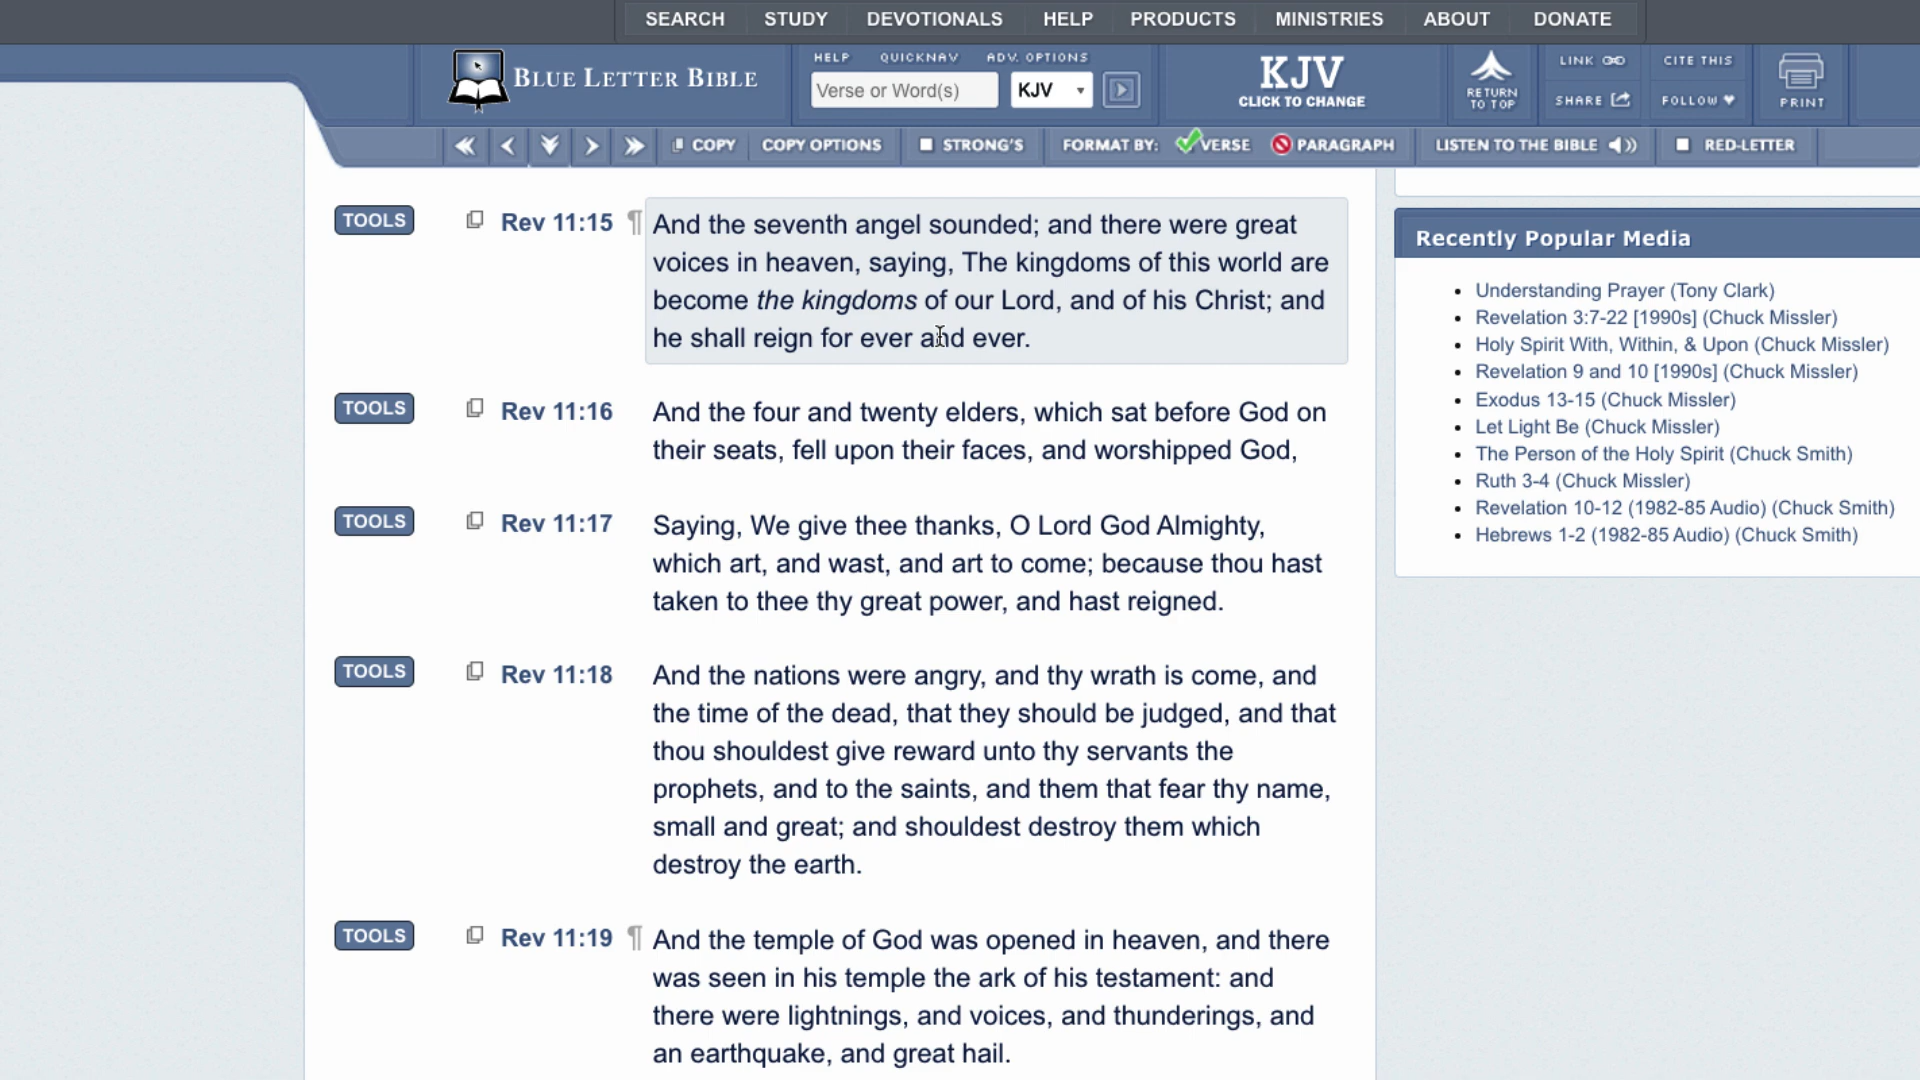 SEARCH STUDY DEVOTIONALS HELP PRODUCTS MINISTRIES ABOUT DONATE
BLUE LETTER BIBLE
HELP QUICKNAV ADV. OPTIONS
Verse or Word(s) KJV
KJV
CLICK TO CHANGE
RETURN
TO TOP
LINK
SHARE
CITE THIS
FOLLOW
PRINT
COPY COPY OPTIONS STRONG'S FORMAT BY: VERSE PARAGRAPH LISTEN TO THE BIBLE RED-LETTER
TOOLS Rev 11:15 ¶ And the seventh angel sounded; and there were great
voices in heaven, saying, The kingdoms of this world are
become the kingdoms of our Lord, and of his Christ; and
he shall reign for ever and ever.
TOOLS Rev 11:16 And the four and twenty elders, which sat before God on
their seats, fell upon their faces, and worshipped God,
TOOLS Rev 11:17 Saying, We give thee thanks, O Lord God Almighty,
which art, and wast, and art to come; because thou hast
taken to thee thy great power, and hast reigned.
TOOLS Rev 11:18 And the nations were angry, and thy wrath is come, and
the time of the dead, that they should be judged, and that
thou shouldest give reward unto thy servants the
prophets, and to the saints, and them that fear thy name,
small and great; and shouldest destroy them which
destroy the earth.
TOOLS Rev 11:19 ¶ And the temple of God was opened in heaven, and there
was seen in his temple the ark of his testament: and
there were lightnings, and voices, and thunderings, and
an earthquake, and great hail.
Recently Popular Media
• Understanding Prayer (Tony Clark)
• Revelation 3:7-22 [1990s] (Chuck Missler)
• Holy Spirit With, Within, & Upon (Chuck Missler)
• Revelation 9 and 10 [1990s] (Chuck Missler)
• Exodus 13-15 (Chuck Missler)
• Let Light Be (Chuck Missler)
• The Person of the Holy Spirit (Chuck Smith)
• Ruth 3-4 (Chuck Missler)
• Revelation 10-12 (1982-85 Audio) (Chuck Smith)
• Hebrews 1-2 (1982-85 Audio) (Chuck Smith)